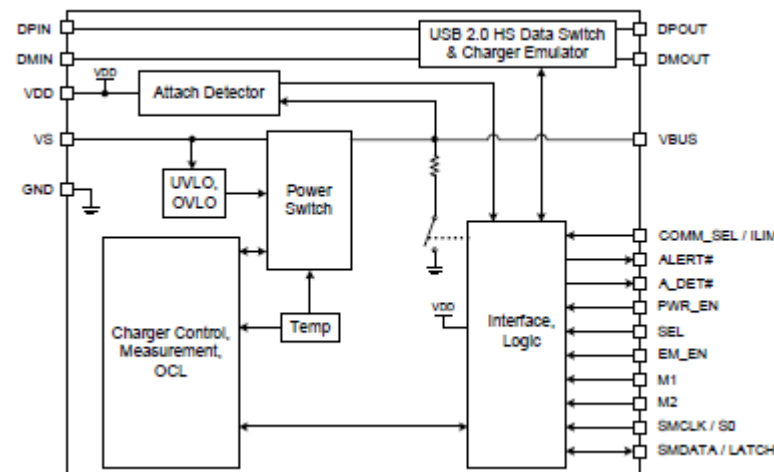 DPIN
DMIN
VDD
VS
GND
VDD
Attach Detector
USB 2.0 HS Data Switch
& Charger Emulator
UVLO,
OVLO
Power
Switch
Charger Control,
Measurement,
OCL
Temp
VDD
Interface,
Logic
DPOUT
DMOUT
VBUS
COMM_SEL / ILIM
ALERT#
A_DET#
PWR_EN
SEL
EM_EN
M1
M2
SMCLK / S0
SMDATA / LATCH